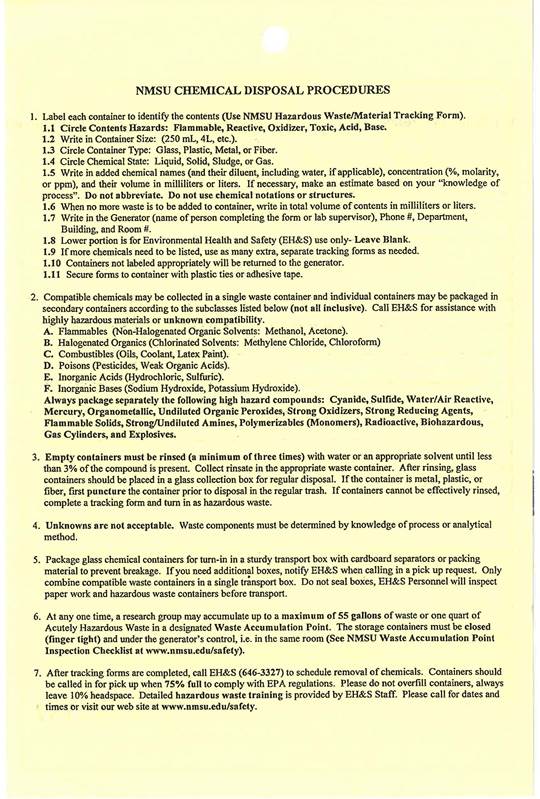 NMSU CHEMICAL DISPOSAL PROCEDURES
1. Label each container to identify the contents (Use NMSU Hazardous Waste/Material Tracking Form).
1.1 Circle Contents Hazards: Flammable, Reactive, Oxidizer, Toxic, Acid, Base.
1.2 Write in Container Size: (250 mL, 4L, etc.).
1.3 Circle Container Type: Glass, Plastic, Metal, or Fiber.
1.4 Circle Chemical State: Liquid, Solid, Sludge, or Gas.
1.5 Write in added chemical names (and their diluent, including water, if applicable), concentration (%, molarity,
or ppm), and their volume in milliliters or liters. If necessary, make an estimate based on your "knowledge of
process". Do not abbreviate. Do not use chemical notations or structures.
1.6 When no more waste is to be added to container, write in total volume of contents in milliliters or liters.
1.7 Write in the Generator (name of person completing the form or lab supervisor), Phone #, Department,
Building, and Room #.
1.8 Lower portion is for Environmental Health and Safety (EH&S) use only- Leave Blank.
1.9 If more chemicals need to be listed, use as many extra, separate tracking forms as needed.
1.10 Containers not labeled appropriately will be returned to the generator.
1.11 Secure forms to container with plastic ties or adhesive tape.
2. Compatible chemicals may be collected in a single waste container and individual containers may be packaged in
secondary containers according to the subclasses listed below (not all inclusive). Call EH&S for assistance with
highly hazardous materials or unknown compatibility.
A. Flammables (Non-Halogenated Organic Solvents: Methanol, Acetone).
B. Halogenated Organics (Chlorinated Solvents: Methylene Chloride, Chloroform)
C. Combustibles (Oils, Coolant, Latex Paint).
D. Poisons (Pesticides, Weak Organic Acids).
E. Inorganic Acids (Hydrochloric, Sulfuric).
F. Inorganic Bases (Sodium Hydroxide, Potassium Hydroxide).
Always package separately the following high hazard compounds: Cyanide, Sulfide, Water/Air Reactive,
Mercury, Organometallic, Undiluted Organic Peroxides, Strong Oxidizers, Strong Reducing Agents,
Flammable Solids, Strong/Undiluted Amines, Polymerizables (Monomers), Radioactive, Biohazardous,
Gas Cylinders, and Explosives.
3. Empty containers must be rinsed (a minimum of three times) with water or an appropriate solvent until less
than 3% of the compound is present. Collect rinsate in the appropriate waste container. After rinsing, glass
containers should be placed in a glass collection box for regular disposal. If the container is metal, plastic, or
fiber, first puncture the container prior to disposal in the regular trash. If containers cannot be effectively rinsed,
complete a tracking form and turn in as hazardous waste.
4. Unknowns are not acceptable. Waste components must be determined by knowledge of process or analytical
method.
5. Package glass chemical containers for turn-in in a sturdy transport box with cardboard separators or packing
material to prevent breakage. If you need additional boxes, notify EH&S when calling in a pick up request. Only
combine compatible waste containers in a single transport box. Do not seal boxes, EH&S Personnel will inspect
paper work and hazardous waste containers before transport.
6. At any one time, a research group may accumulate up to a maximum of 55 gallons of waste or one quart of
Acutely Hazardous Waste in a designated Waste Accumulation Point. The storage containers must be closed
(finger tight) and under the generator's control, i.e. in the same room (See NMSU Waste Accumulation Point
Inspection Checklist at www.nmsu.edu/safety).
7. After tracking forms are completed, call EH&S (646-3327) to schedule removal of chemicals. Containers should
be called in for pick up when 75% full to comply with EPA regulations. Please do not overfill containers, always
leave 10% headspace. Detailed hazardous waste training is provided by EH&S Staff. Please call for dates and
times or visit our web site at www.nmsu.edu/safety.